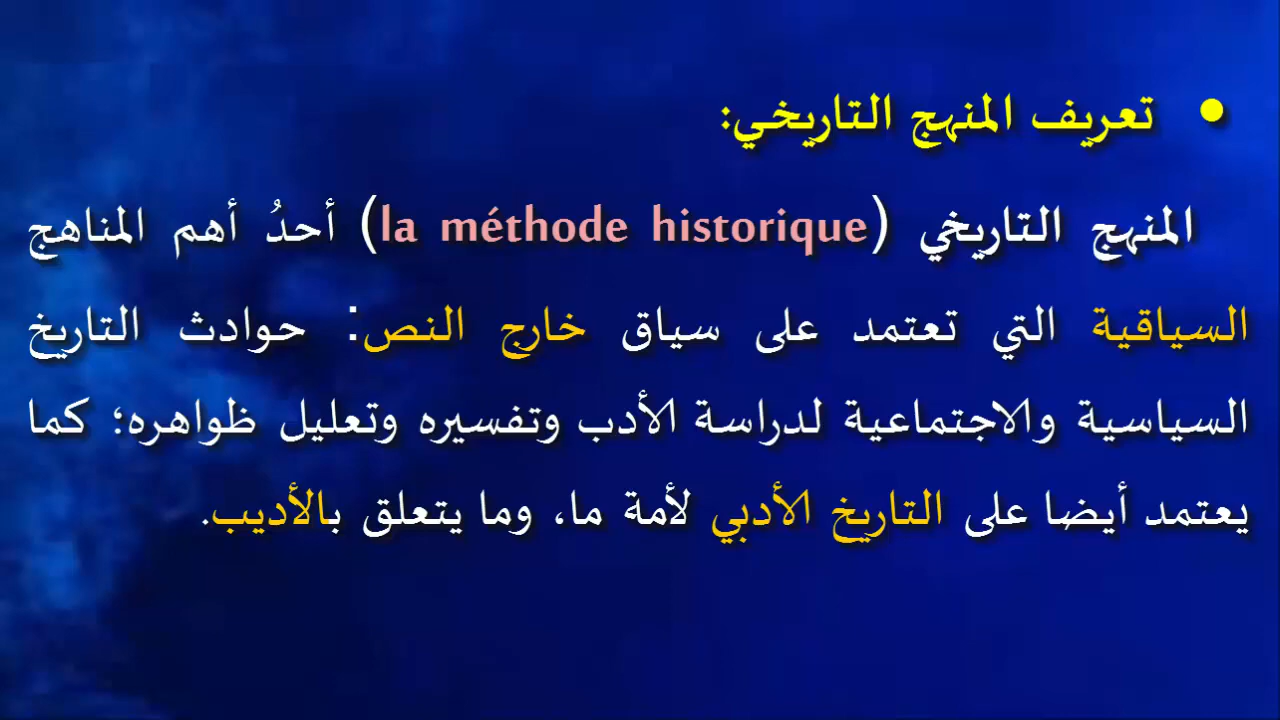 • تعريف المنهج التاريخي:
المنهج التاريخي (la méthode historique) أحدُ أهم المناهج
السياقية التي تعتمد على سياق خارج النص: حوادث التاريخ
السياسية والاجتماعية لدراسة الأدب وتفسيره وتعليل ظواهره؛ كما
يعتمد أيضا على التاريخ الأدبي لأمة ما، وما يتعلق بالأديب.